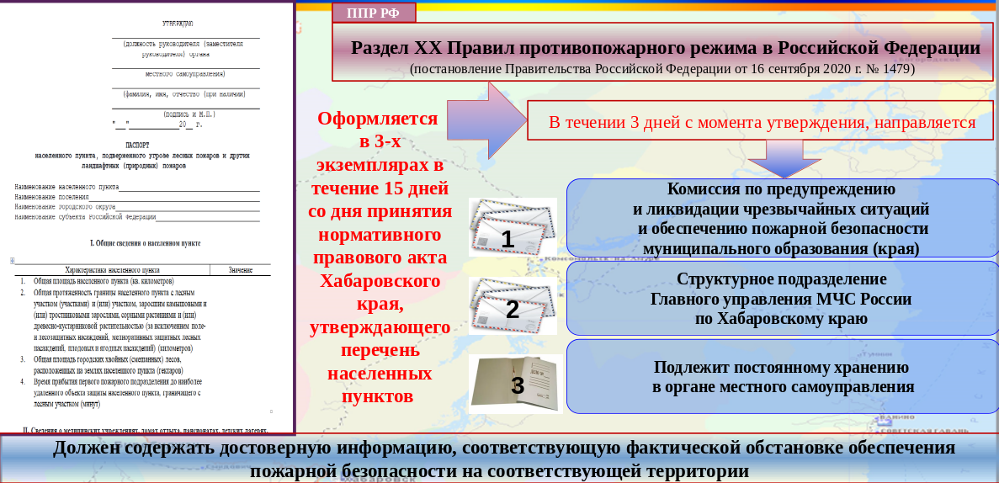 УТВЕРЖДАЮ
(должность руководителя (заместителя
руководителя) органа
местного самоуправления)
(фамилия, имя, отчество (при наличии)
(подпись и М.П.)
"___"______________20__ г.
ПАСПОРТ
населенного пункта, подверженного угрозе лесных пожаров и других
ландшафтных (природных) пожаров
Наименование населенного пункта
Наименование поселения
Наименование городского округа
Наименование субъекта Российской Федерации
I. Общие сведения о населенном пункте
Характеристика населенного пункта Значение
1. Общая площадь населенного пункта (кв. километров)
2. Общая протяженность границы населенного пункта с лесным
участком (участками) и (или) участком, заросшим камышовыми и
(или) тростниковыми зарослями, сорными растениями и (или)
древесно-кустарниковой растительностью (за исключением поле-
и лесозащитных насаждений, мелиоративных защитных лесных
насаждений, плодовых и ягодных насаждений) (километров)
3. Общая площадь городских хвойных (смешанных) лесов,
расположенных на землях населенного пункта (гектаров)
4. Время прибытия первого пожарного подразделения до наиболее
удаленного объекта защиты населенного пункта, граничащего с
лесным участком (минут)
II. Сведения о медицинских учреждениях, домах отдыха, пансионатах, детских лагерях,
ППР РФ
Раздел XX Правил противопожарного режима в Российской Федерации
(постановление Правительства Российской Федерации от 16 сентября 2020 г. № 1479)
Оформляется
в 3-х
экземплярах в
течение 15 дней
со дня принятия
нормативного
правового акта
Хабаровского
края,
утверждающего
перечень
населенных
пунктов
В течении 3 дней с момента утверждения, направляется
1
Комиссия по предупреждению
и ликвидации чрезвычайных ситуаций
и обеспечению пожарной безопасности
муниципального образования (края)
2
Структурное подразделение
Главного управления МЧС России
по Хабаровскому краю
3
Подлежит постоянному хранению
в органе местного самоуправления
Должен содержать достоверную информацию, соответствующую фактической обстановке обеспечения
пожарной безопасности на соответствующей территории